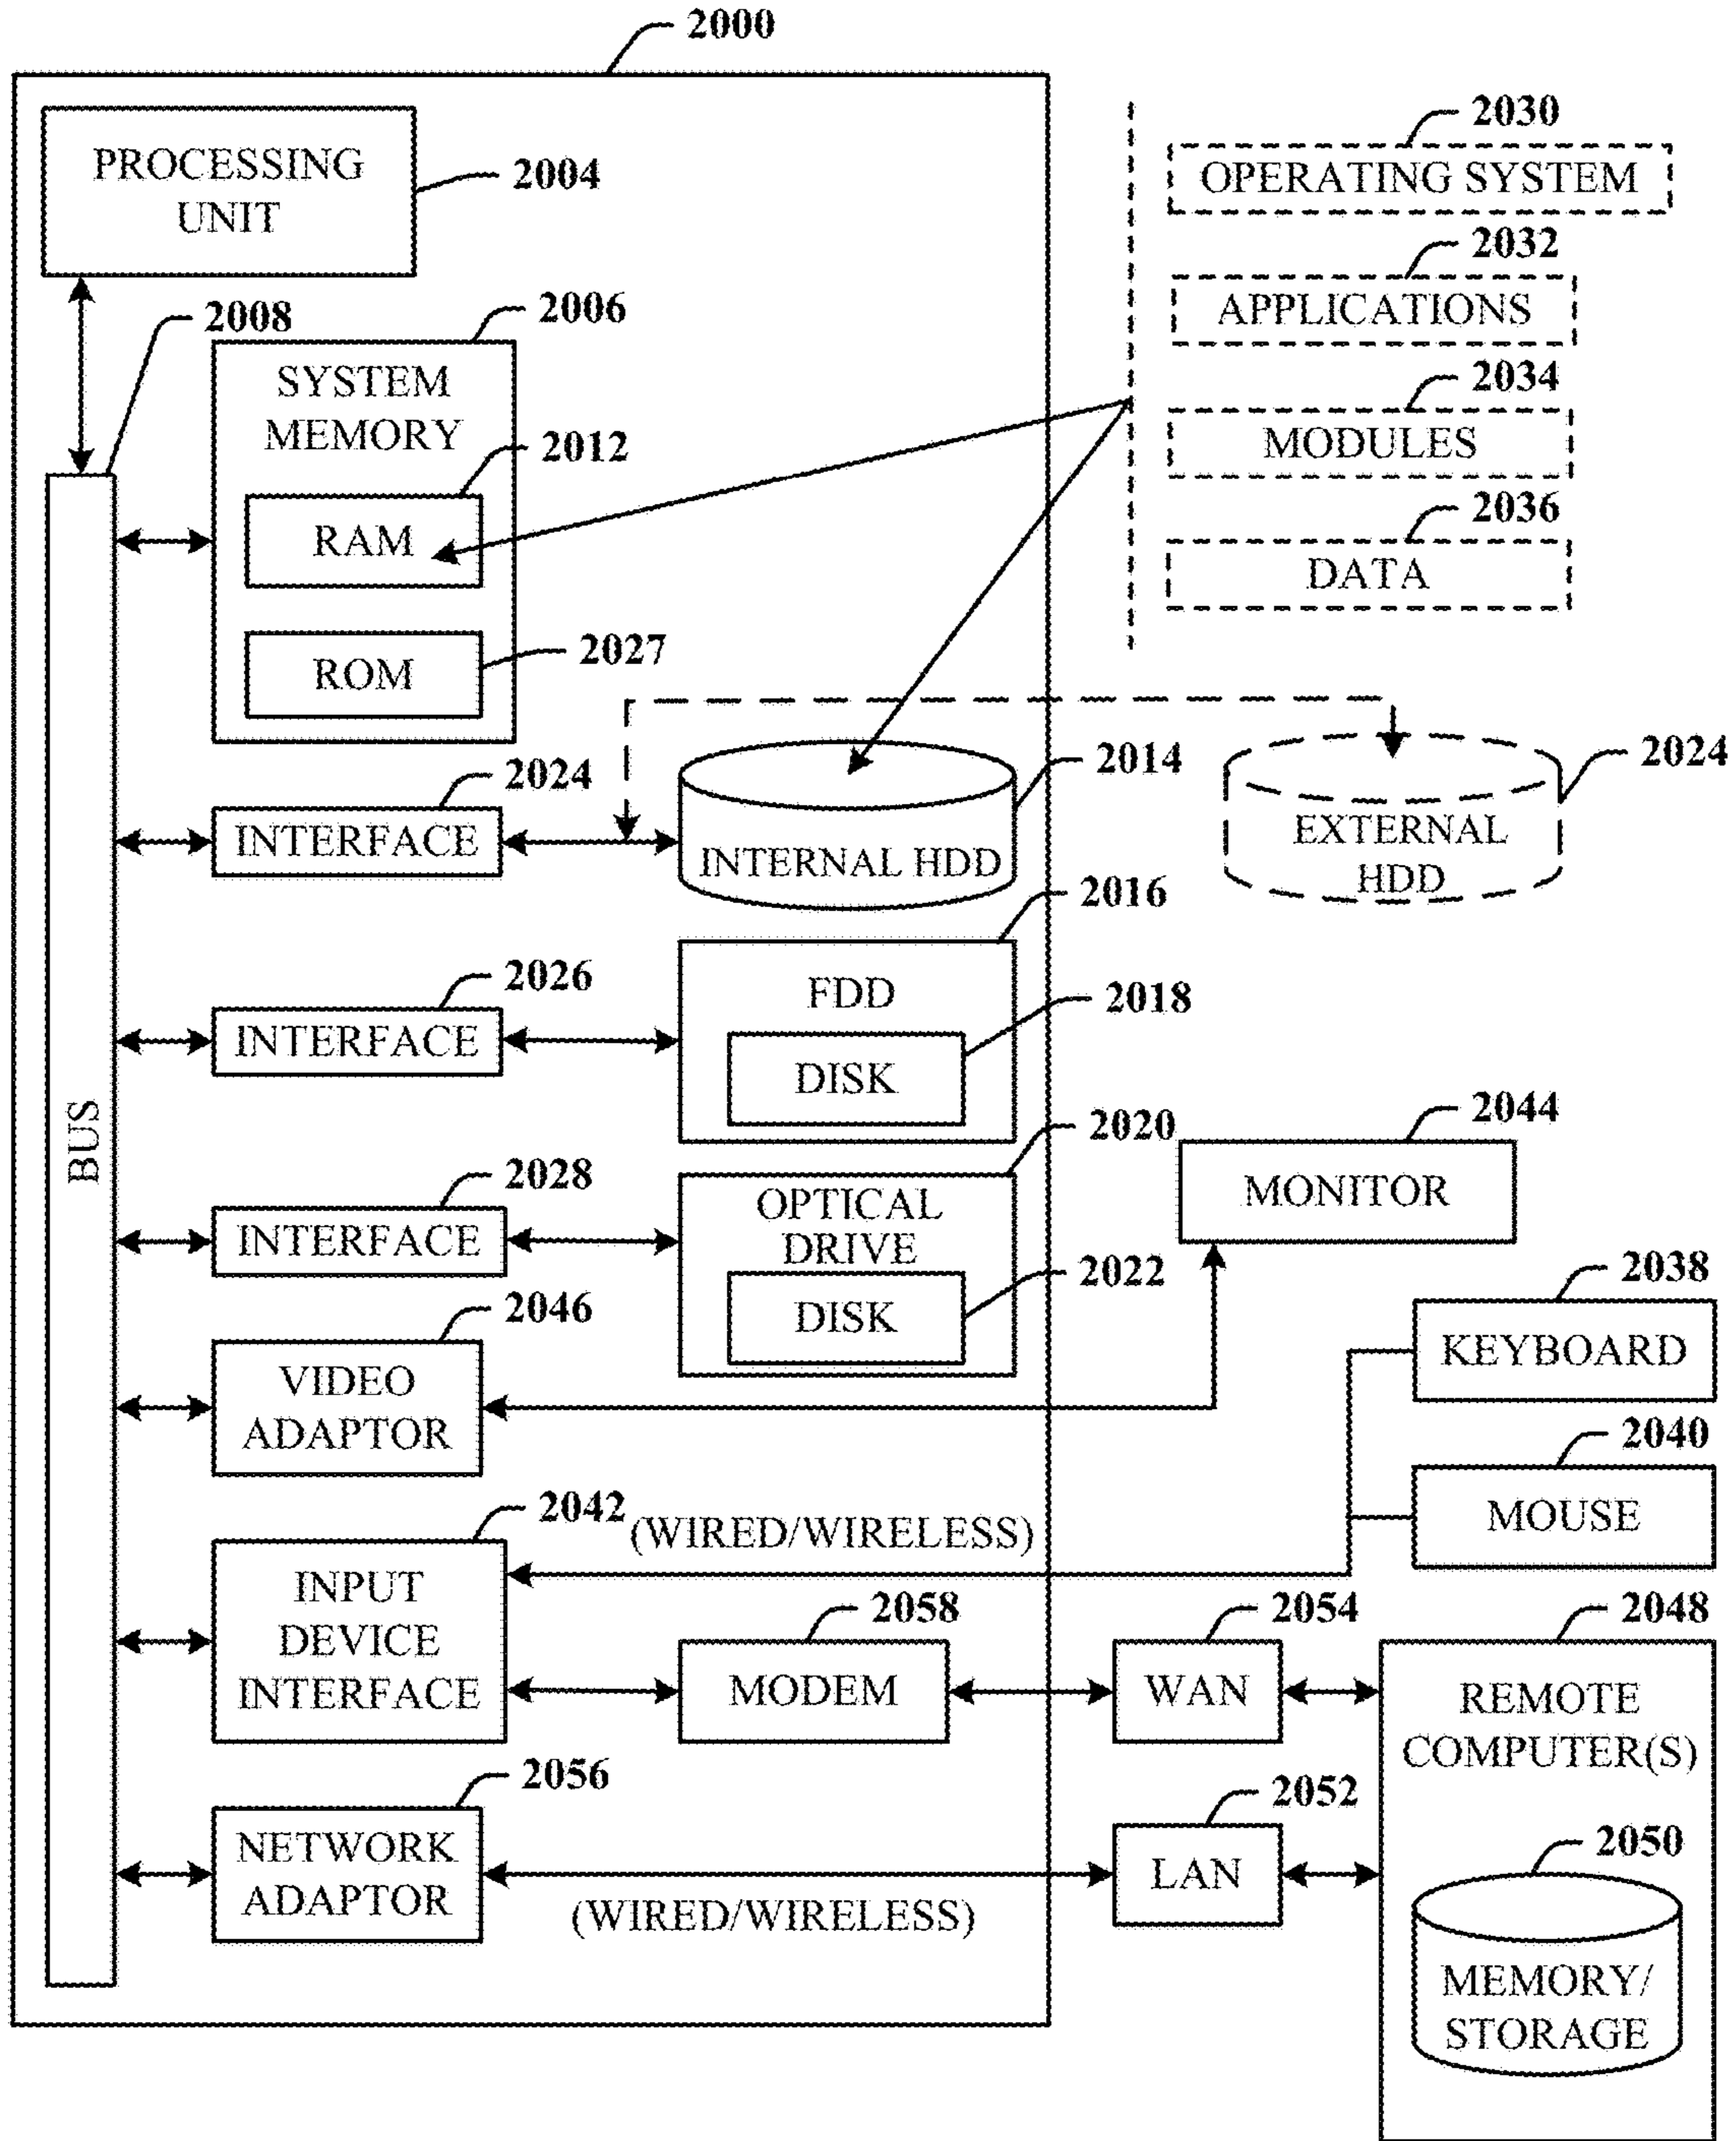 2000
PROCESSING
UNIT
2004
2030
OPERATING SYSTEM
2032
APPLICATIONS
2034
MODULES
2036
DATA
2008
2006
SYSTEM
MEMORY
2012
RAM
2027
ROM
2024
INTERFACE
2014
INTERNAL HDD
2024
EXTERNAL
HDD
2016
2026
INTERFACE
FDD
2018
DISK
BUS
2020
2028
INTERFACE
OPTICAL
DRIVE
2022
DISK
2044
MONITOR
2038
KEYBOARD
2046
VIDEO
ADAPTOR
2040
MOUSE
2042
(WIRED/WIRELESS)
INPUT
DEVICE
INTERFACE
2058
MODEM
2054
WAN
2048
REMOTE
COMPUTER(S)
2056
NETWORK
ADAPTOR
(WIRED/WIRELESS)
2052
LAN
2050
MEMORY/
STORAGE